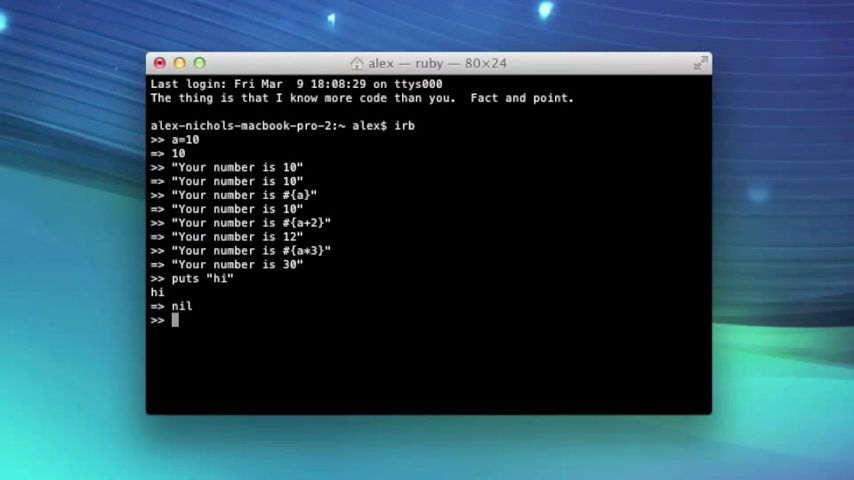 alex — ruby — 80×24
Last login: Fri Mar  9 18:08:29 on ttys000
The thing is that I know more code than you.  Fact and point.
alex-nichols-macbook-pro-2:~ alex$ irb
>> a=10
=> 10
>> "Your number is 10"
=> "Your number is 10"
>> "Your number is #{a}"
=> "Your number is 10"
>> "Your number is #{a+2}"
=> "Your number is 12"
>> "Your number is #{a*3}"
=> "Your number is 30"
>> puts "hi"
hi
=> nil
>>